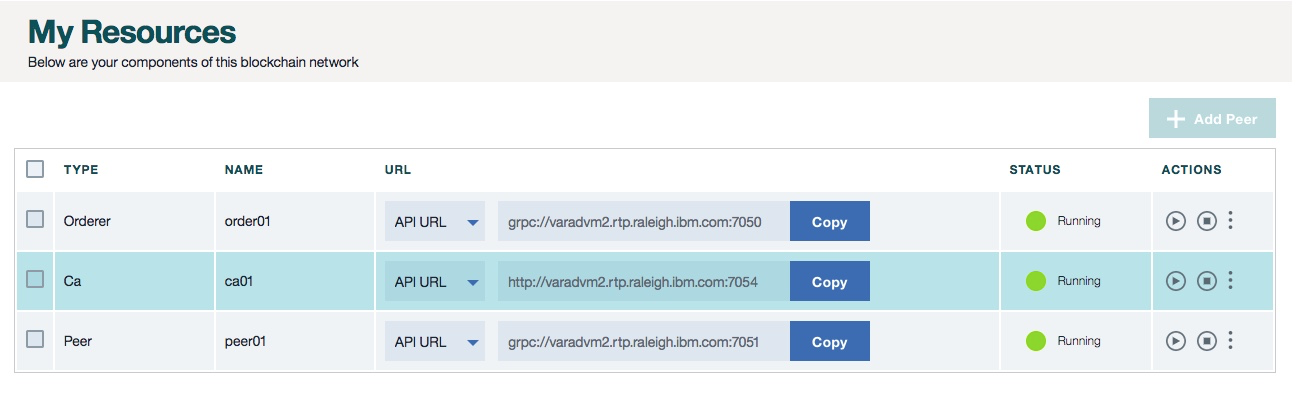 My Resources
Below are your components of this blockchain network
Add Peer
TYPE NAME URL STATUS ACTIONS
Orderer order01 API URL grpc://varadvm2.rtp.raleigh.ibm.com:7050 Copy Running
Ca ca01 API URL http://varadvm2.rtp.raleigh.ibm.com:7054 Copy Running
Peer peer01 API URL grpc://varadvm2.rtp.raleigh.ibm.com:7051 Copy Running